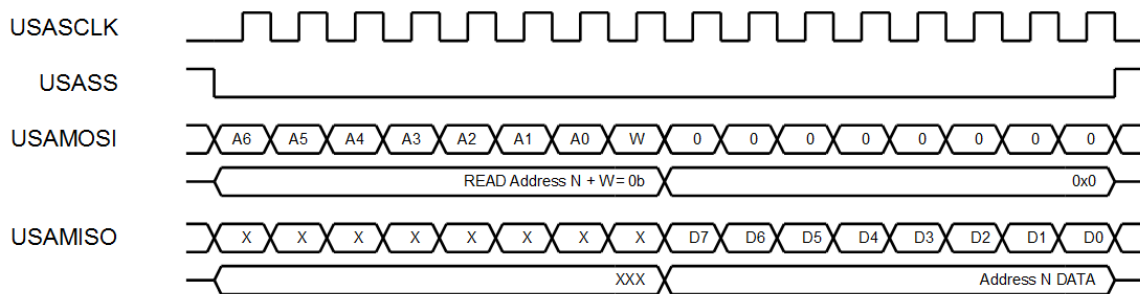 USASCLK
USASS
USAMOSI A6 A5 A4 A3 A2 A1 A0 W 0 0 0 0 0 0 0 0
READ Address N + W= 0b 0x0
USAMISO X X X X X X X X D7 D6 D5 D4 D3 D2 D1 D0
XXX Address N DATA